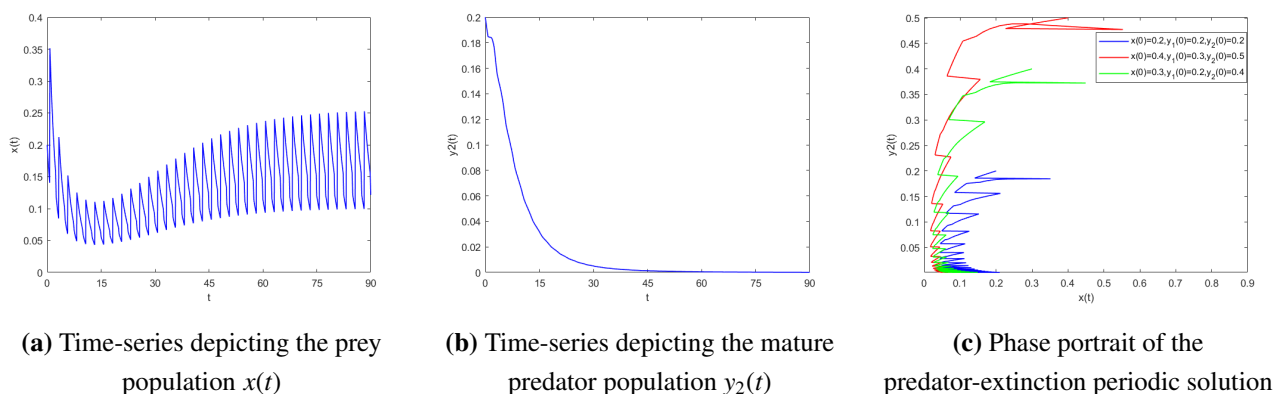 0.4
0.35
0.3
0.25
0.2
0.15
0.1
0.05
0
x(t)
0 15 30 45 60 75 90
t
0.2
0.18
0.16
0.14
0.12
0.1
0.08
0.06
0.04
0.02
0
y2(t)
0 15 30 45 60 75 90
t
0.5
0.45
0.4
0.35
0.3
0.25
0.2
0.15
0.1
0.05
y2(t)
0 0.1 0.2 0.3 0.4 0.5 0.6 0.7 0.8 0.9
x(t)
x(0)=0.2,y₁(0)=0.2,y₂(0)=0.2
x(0)=0.4,y₁(0)=0.3,y₂(0)=0.5
x(0)=0.3,y₁(0)=0.2,y₂(0)=0.4
(a) Time-series depicting the prey
population x(t)
(b) Time-series depicting the mature
predator population y₂(t)
(c) Phase portrait of the
predator-extinction periodic solution